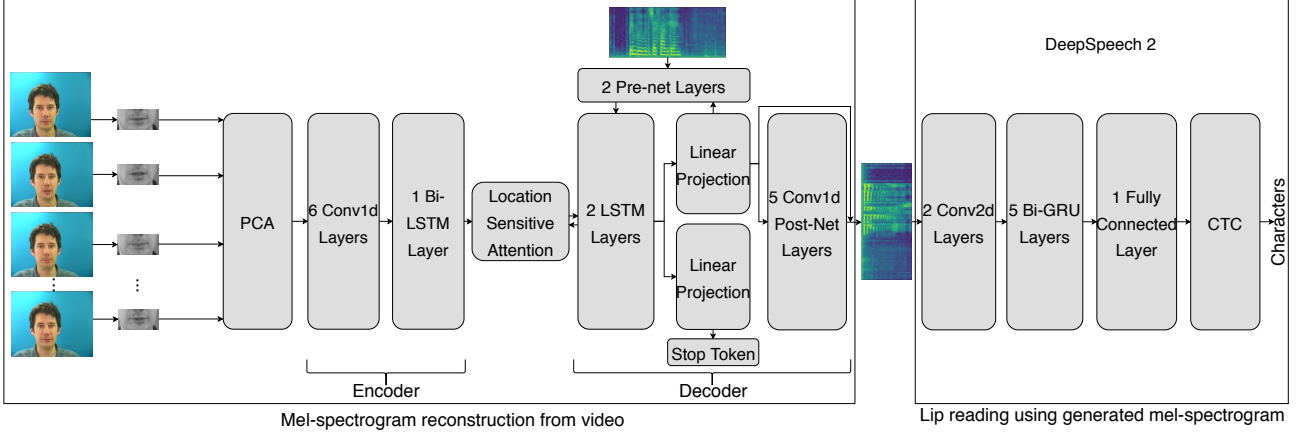 DeepSpeech 2
2 Pre-net Layers
PCA
6 Conv1d
Layers
1 Bi-
LSTM
Layer
Location
Sensitive
Attention
2 LSTM
Layers
Linear
Projection
Linear
Projection
Stop Token
5 Conv1d
Post-Net
Layers
2 Conv2d
Layers
5 Bi-GRU
Layers
1 Fully
Connected
Layer
CTC
Characters
Encoder
Decoder
Mel-spectrogram reconstruction from video
Lip reading using generated mel-spectrogram